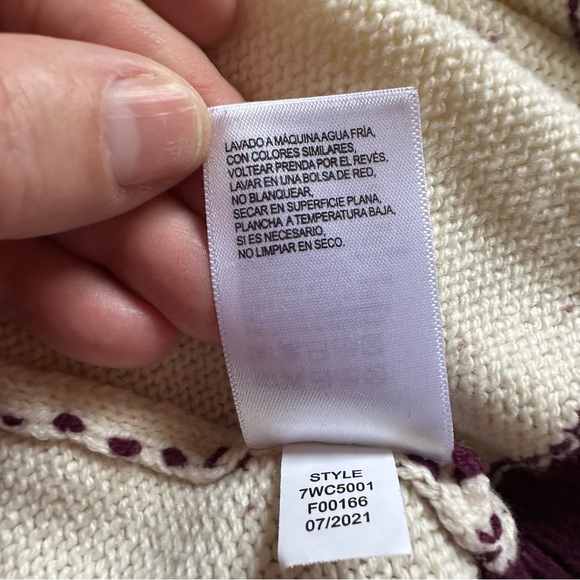 LAVADO A MÁQUINA AGUA FRÍA,
CON COLORES SIMILARES,
VOLTEAR PRENDA POR EL REVÉS,
LAVAR EN UNA BOLSA DE RED,
NO BLANQUEAR,
SECAR EN SUPERFICIE PLANA,
PLANCHA A TEMPERATURA BAJA,
SI ES NECESARIO,
NO LIMPIAR EN SECO.
STYLE
7WC5001
F00166
07/2021